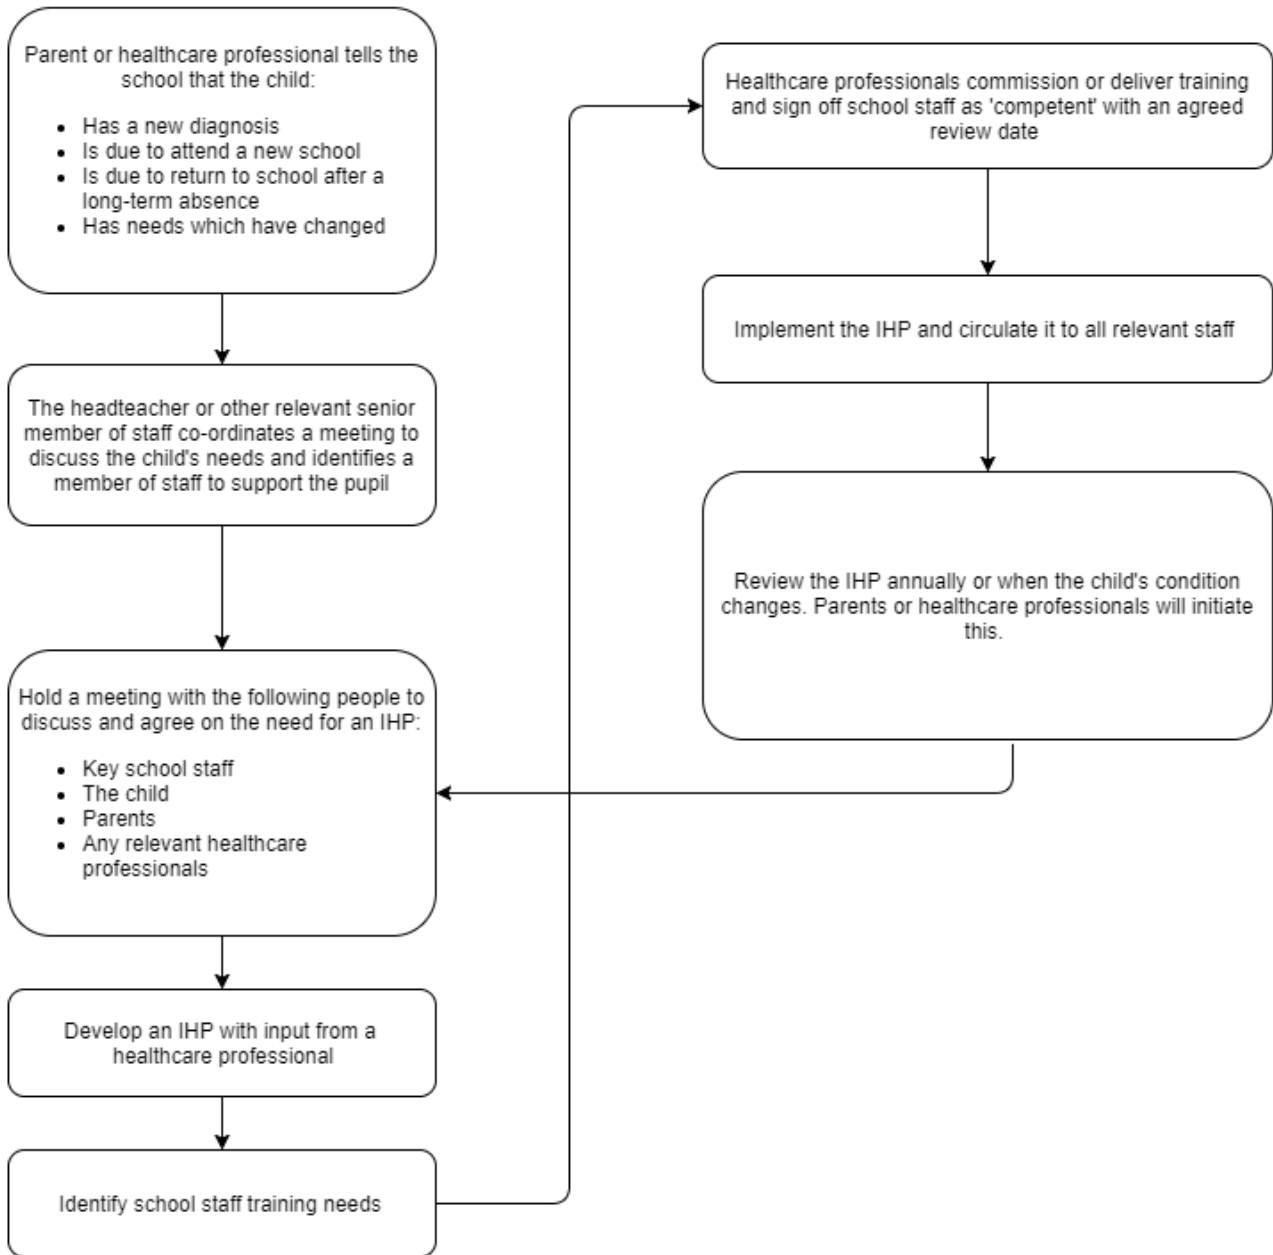 Parent or healthcare professional tells the
school that the child:
• Has a new diagnosis
• Is due to attend a new school
• Is due to return to school after a
long-term absence
• Has needs which have changed
The headteacher or other relevant senior
member of staff co-ordinates a meeting to
discuss the child's needs and identifies a
member of staff to support the pupil
Hold a meeting with the following people to
discuss and agree on the need for an IHP:
• Key school staff
• The child
• Parents
• Any relevant healthcare
professionals
Develop an IHP with input from a
healthcare professional
Identify school staff training needs
Healthcare professionals commission or deliver training
and sign off school staff as 'competent' with an agreed
review date
Implement the IHP and circulate it to all relevant staff
Review the IHP annually or when the child's condition
changes. Parents or healthcare professionals will initiate
this.